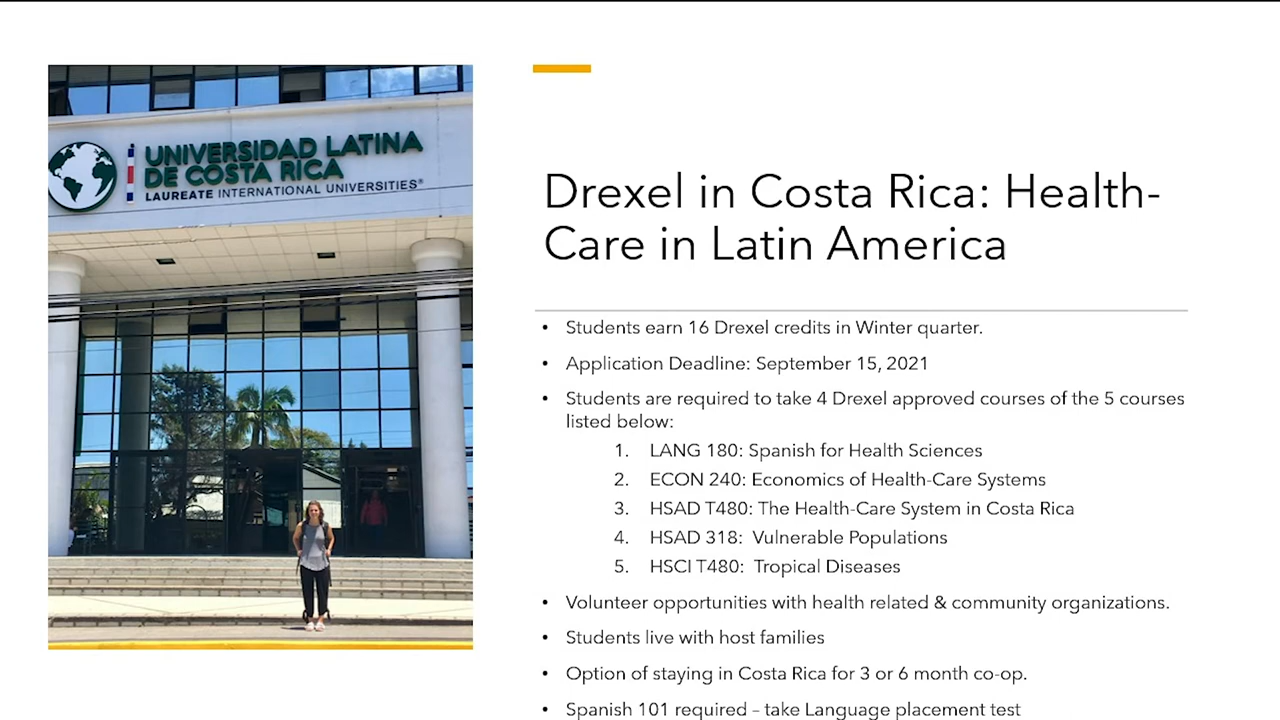 UNIVERSIDAD LATINA
DE COSTA RICA
LAUREATE INTERNATIONAL UNIVERSITIES®
Drexel in Costa Rica: Health-
Care in Latin America
• Students earn 16 Drexel credits in Winter quarter.
• Application Deadline: September 15, 2021
• Students are required to take 4 Drexel approved courses of the 5 courses
listed below:
1. LANG 180: Spanish for Health Sciences
2. ECON 240: Economics of Health-Care Systems
3. HSAD T480: The Health-Care System in Costa Rica
4. HSAD 318: Vulnerable Populations
5. HSCI T480: Tropical Diseases
• Volunteer opportunities with health related & community organizations.
• Students live with host families
• Option of staying in Costa Rica for 3 or 6 month co-op.
• Spanish 101 required – take Language placement test